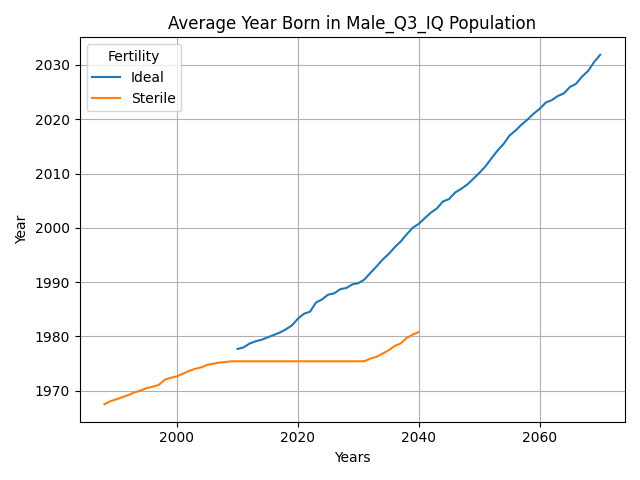 Average Year Born in Male_Q3_IQ Population
Fertility
Ideal
Sterile
2030
2020
2010
2000
1990
1980
1970
Year
2000
2020
2040
2060
Years